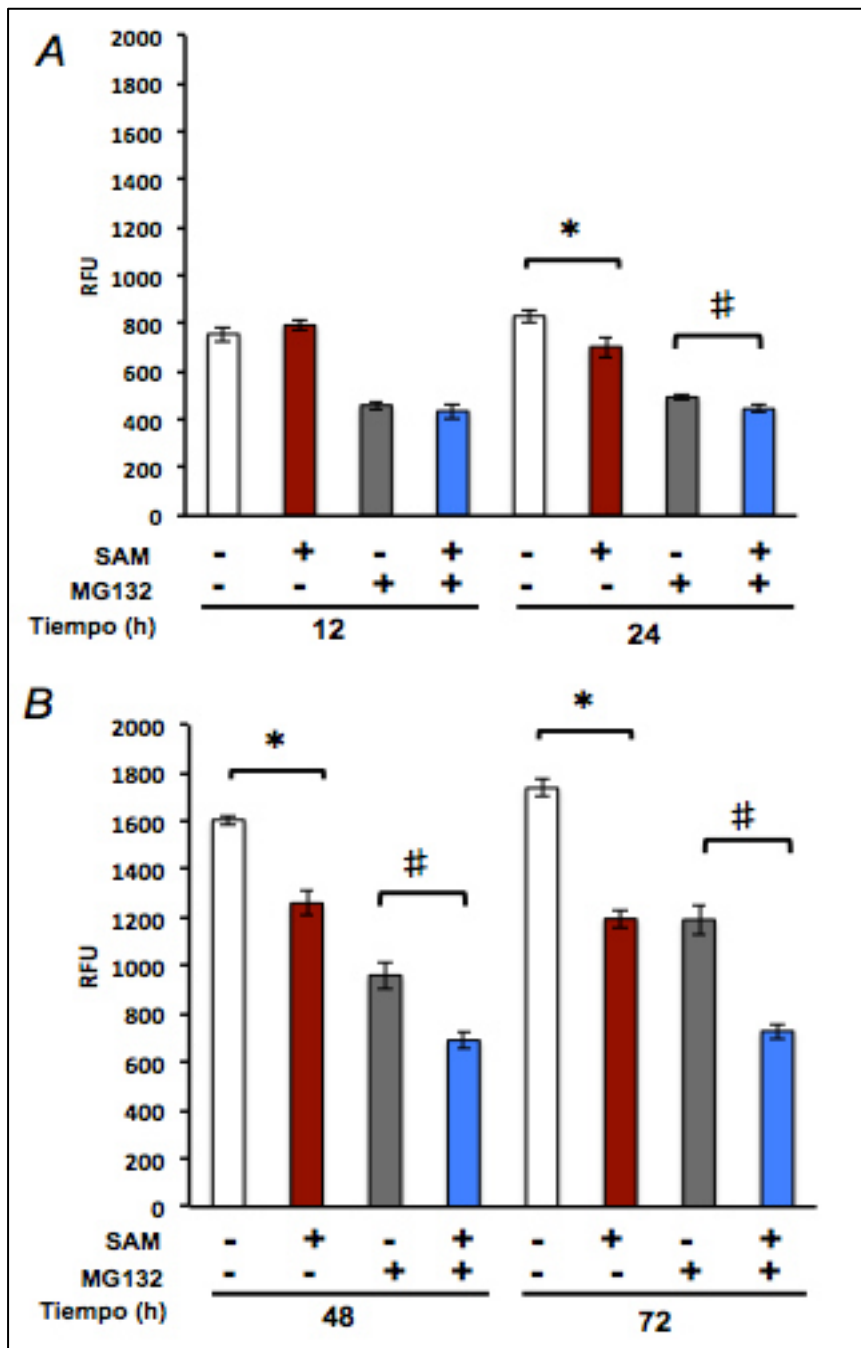 A
2000
1800
1600
1400
1200
1000
800
600
400
200
0
RFU
*
#
SAM - + - + - + - +
MG132 - - + + - - + +
Tiempo (h) 12 24
B
2000
1800
1600
1400
1200
1000
800
600
400
200
0
RFU
*
#
*
#
SAM - + - + - + - +
MG132 - - + + - - + +
Tiempo (h) 48 72